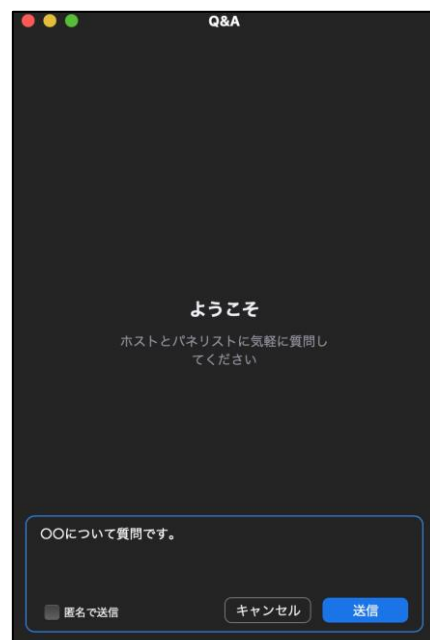 Q&A
ようこそ
ホストとパネリストに気軽に質問し
てください
〇〇について質問です。
匿名で送信
キャンセル
送信